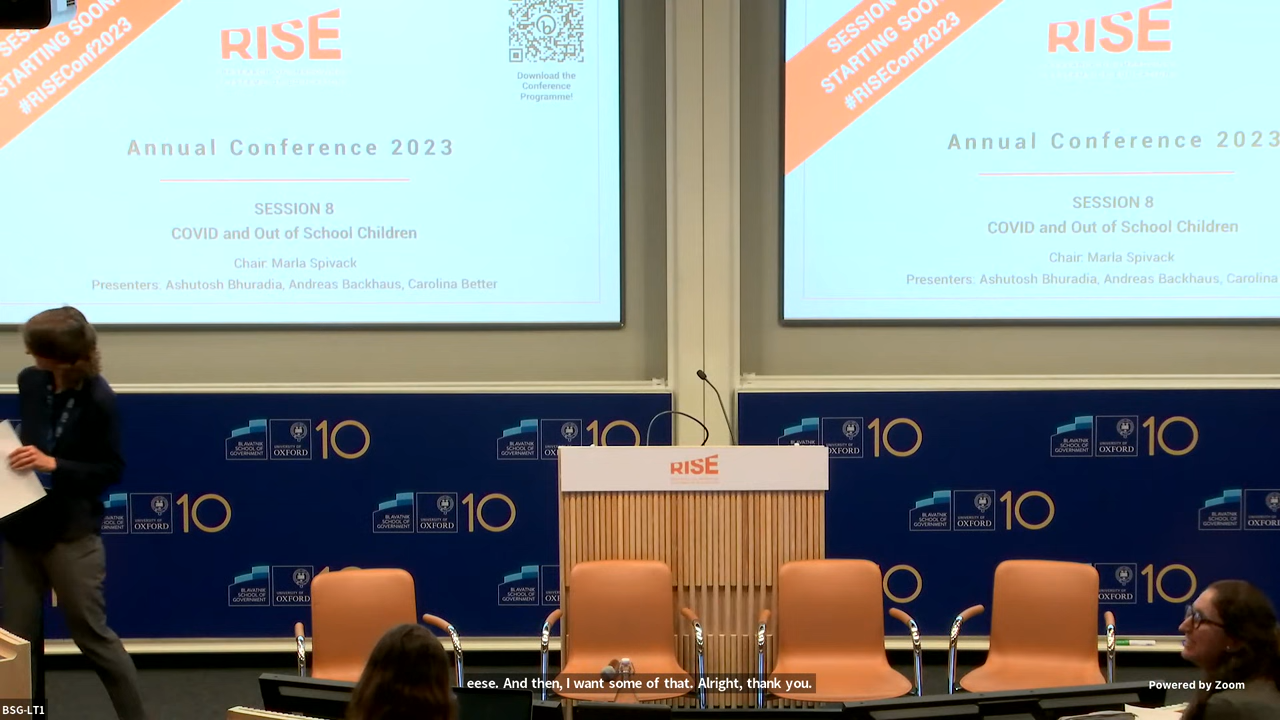 SESSION
STARTING SOON!
#RISEConf2023
RISE
Download the
Conference
Programme!
Annual Conference 2023
SESSION 8
COVID and Out of School Children
Chair: Marla Spivack
Presenters: Ashutosh Bhuradia, Andreas Backhaus, Carolina Better
SESSION
STARTING SOON
#RISEConf2023
RISE
Annual Conference 2023
SESSION 8
COVID and Out of School Children
Chair: Marla Spivack
Presenters: Ashutosh Bhuradia, Andreas Backhaus, Carolina
BLAVATNIK
SCHOOL OF
GOVERNMENT
UNIVERSITY OF
OXFORD
10
RISE
eese. And then, I want some of that. Alright, thank you.
Powered by Zoom
BSG-LT1